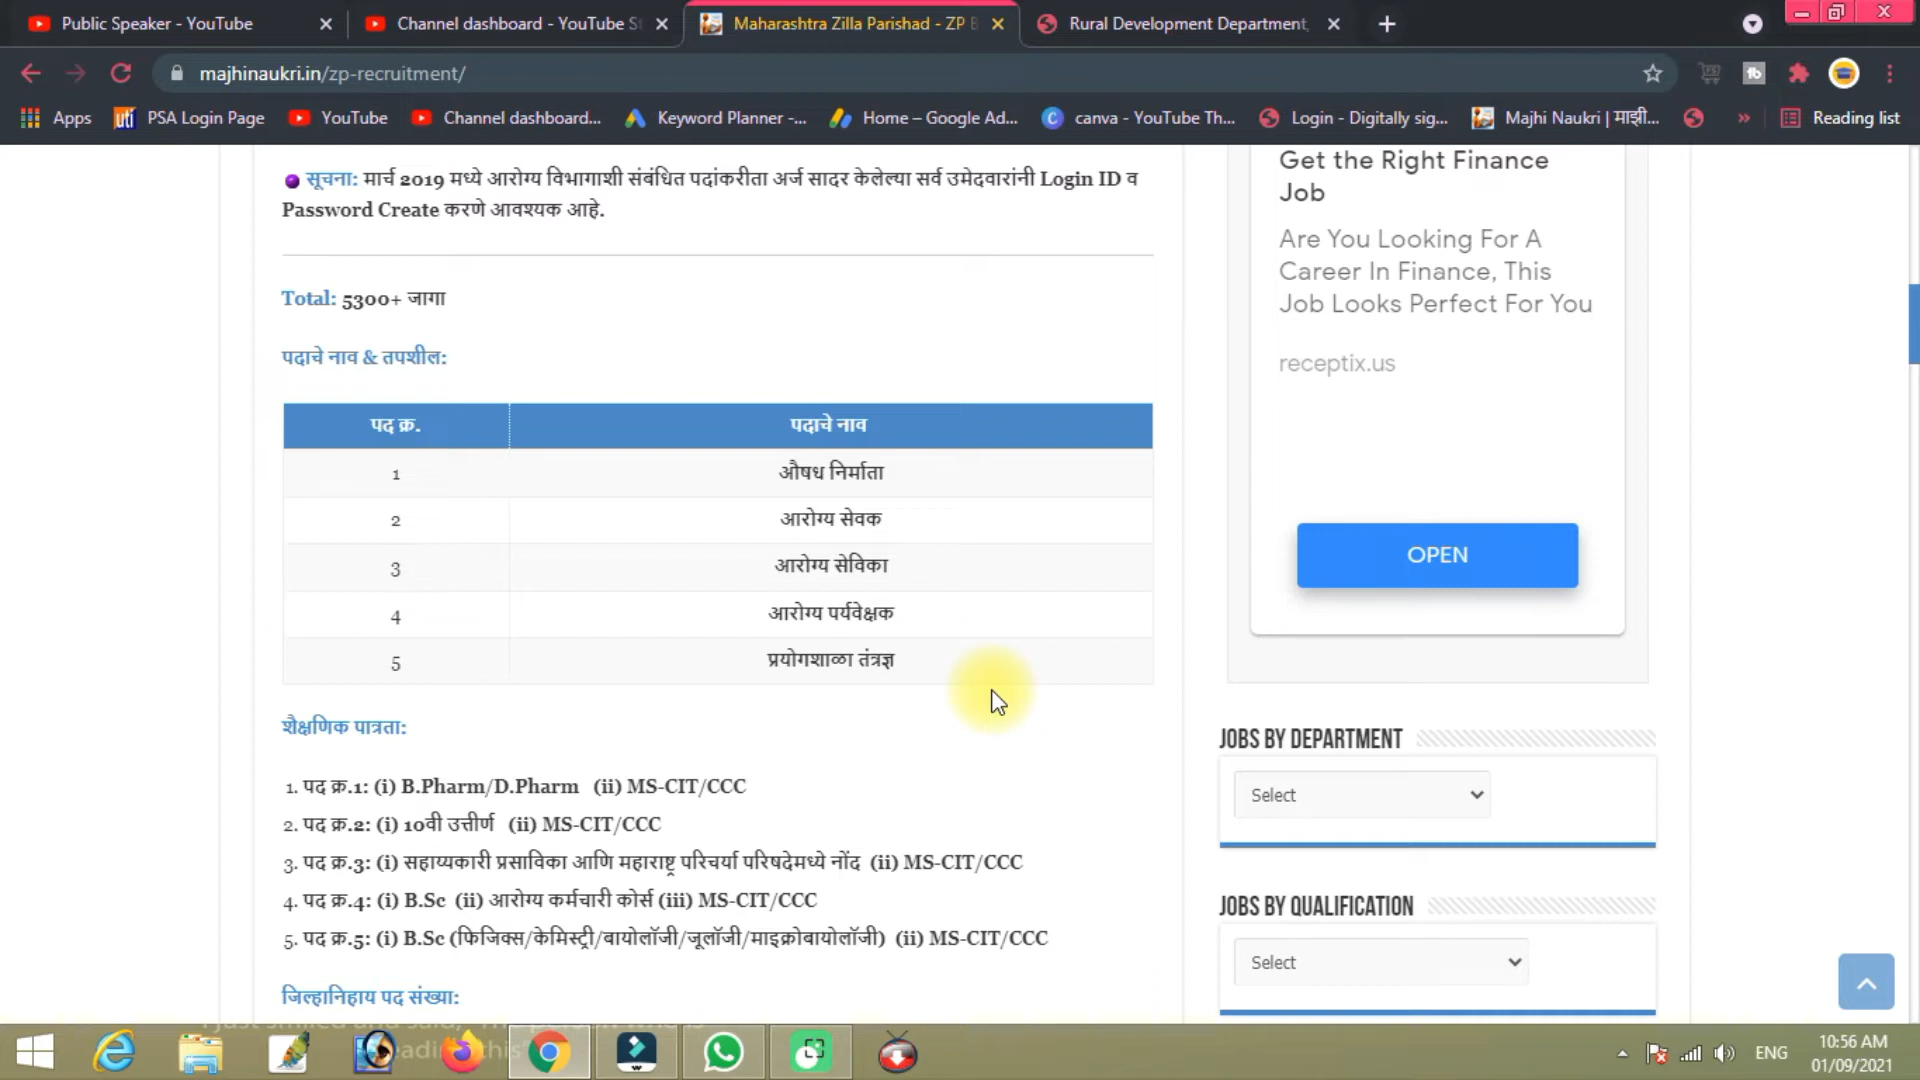 Public Speaker - YouTube
Channel dashboard - YouTube St
Maharashtra Zilla Parishad - ZP B
Rural Development Department,
majhinaukri.in/zp-recruitment/
Apps
uti PSA Login Page
YouTube
Channel dashboard...
Keyword Planner -...
Home – Google Ad...
canva - YouTube Th...
Login - Digitally sig...
Majhi Naukri | माझी...
Reading list
सूचना: मार्च 2019 मध्ये आरोग्य विभागाशी संबंधित पदांकरीता अर्ज सादर केलेल्या सर्व उमेदवारांनी Login ID व
Password Create करणे आवश्यक आहे.
Total: 5300+ जागा
पदाचे नाव & तपशील:
पद क्र. पदाचे नाव
1 औषध निर्माता
2 आरोग्य सेवक
3 आरोग्य सेविका
4 आरोग्य पर्यवेक्षक
5 प्रयोगशाळा तंत्रज्ञ
शैक्षणिक पात्रता:
1. पद क्र.1: (i) B.Pharm/D.Pharm (ii) MS-CIT/CCC
2. पद क्र.2: (i) 10वी उत्तीर्ण (ii) MS-CIT/CCC
3. पद क्र.3: (i) सहाय्यकारी प्रसाविका आणि महाराष्ट्र परिचर्या परिषदेमध्ये नोंद (ii) MS-CIT/CCC
4. पद क्र.4: (i) B.Sc (ii) आरोग्य कर्मचारी कोर्स (iii) MS-CIT/CCC
5. पद क्र.5: (i) B.Sc (फिजिक्स/केमिस्ट्री/बायोलॉजी/जूलॉजी/माइक्रोबायोलॉजी) (ii) MS-CIT/CCC
जिल्हानिहाय पद संख्या:
Get the Right Finance
Job
Are You Looking For A
Career In Finance, This
Job Looks Perfect For You
receptix.us
OPEN
JOBS BY DEPARTMENT
Select
JOBS BY QUALIFICATION
Select
ENG
10:56 AM
01/09/2021